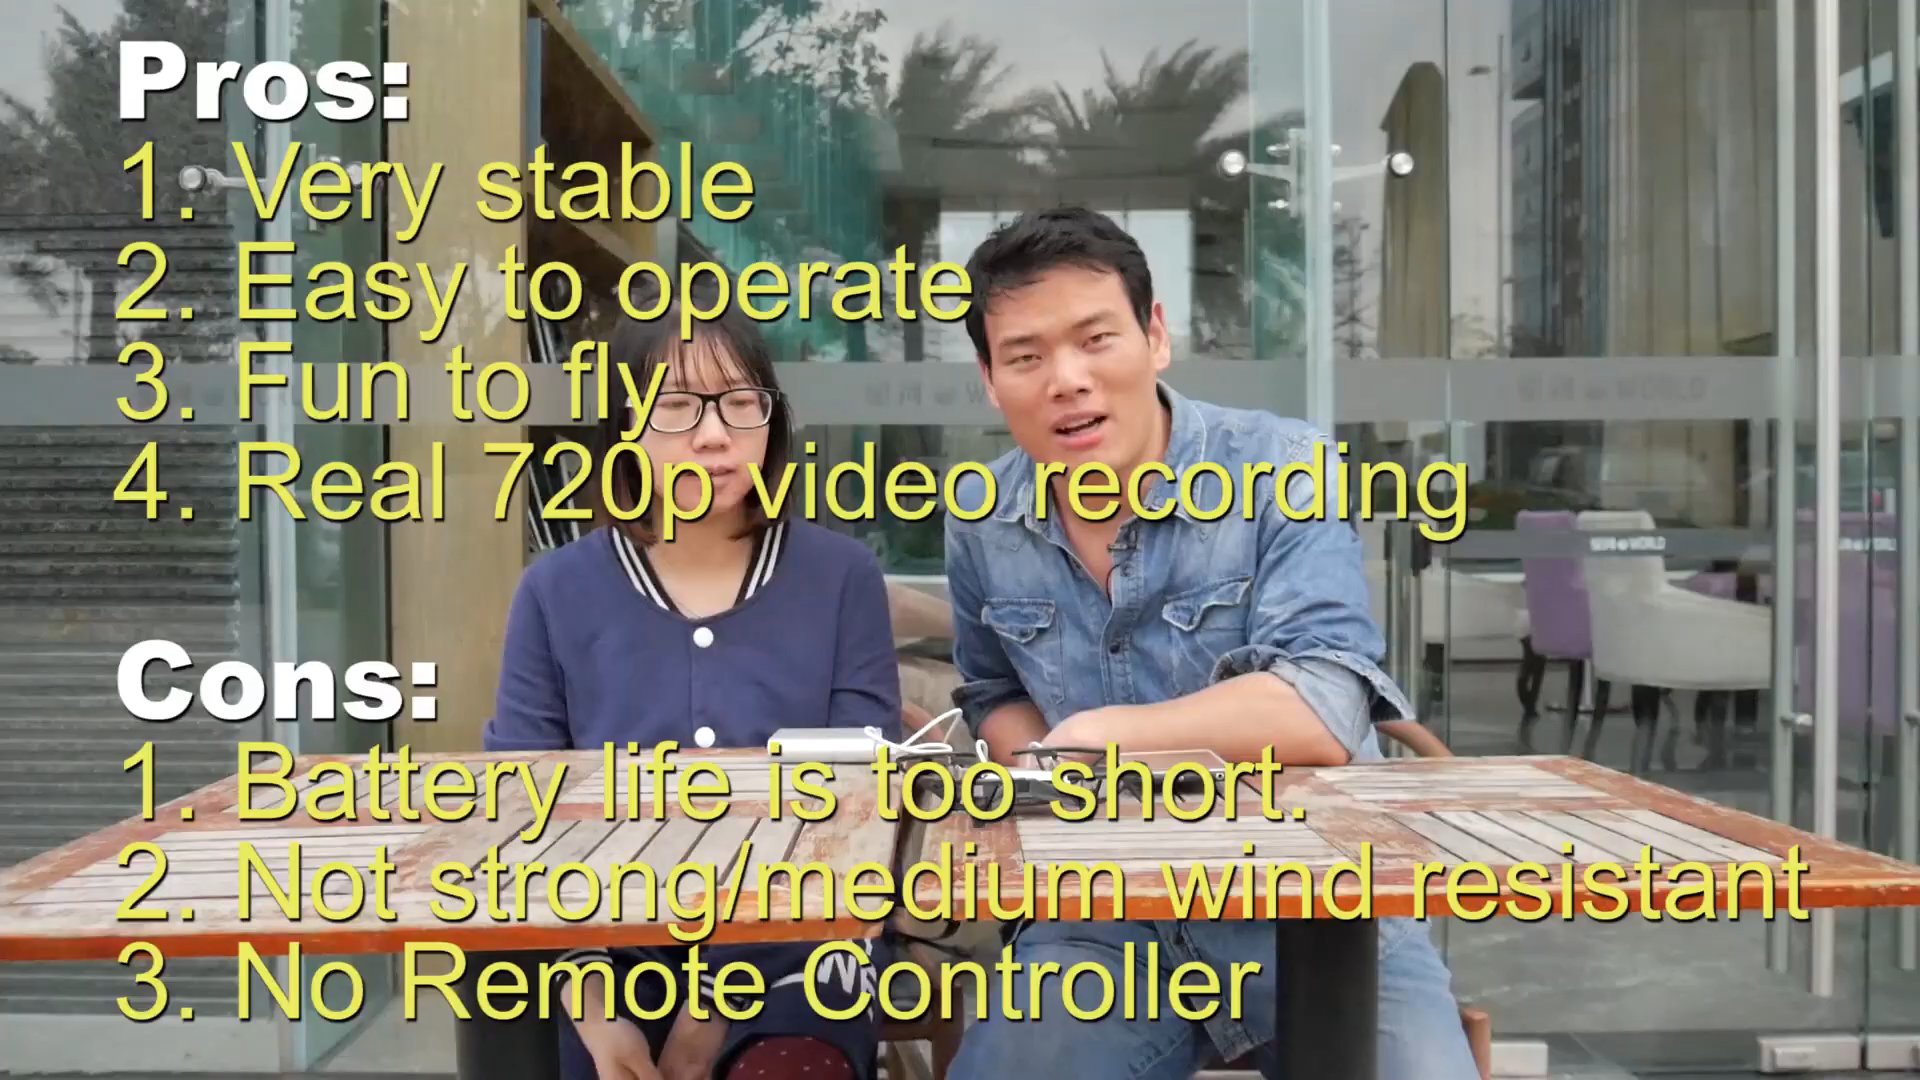 Pros:
1. Very stable
2. Easy to operate
3. Fun to fly
4. Real 720p video recording
Cons:
1. Battery life is too short.
2. Not strong/medium wind resistant
3. No Remote Controller
WORLD